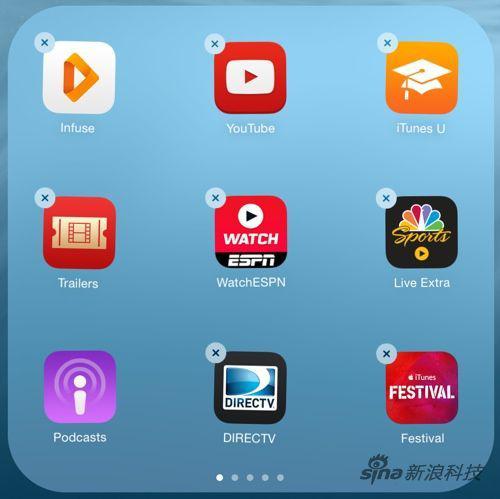 Infuse
YouTube
iTunes U
Trailers
WATCH
ESPN
WatchESPN
Sports
Live Extra
Podcasts
DIRECTV
DIRECTV
iTunes
FESTIVAL
Festival
sina新浪科技